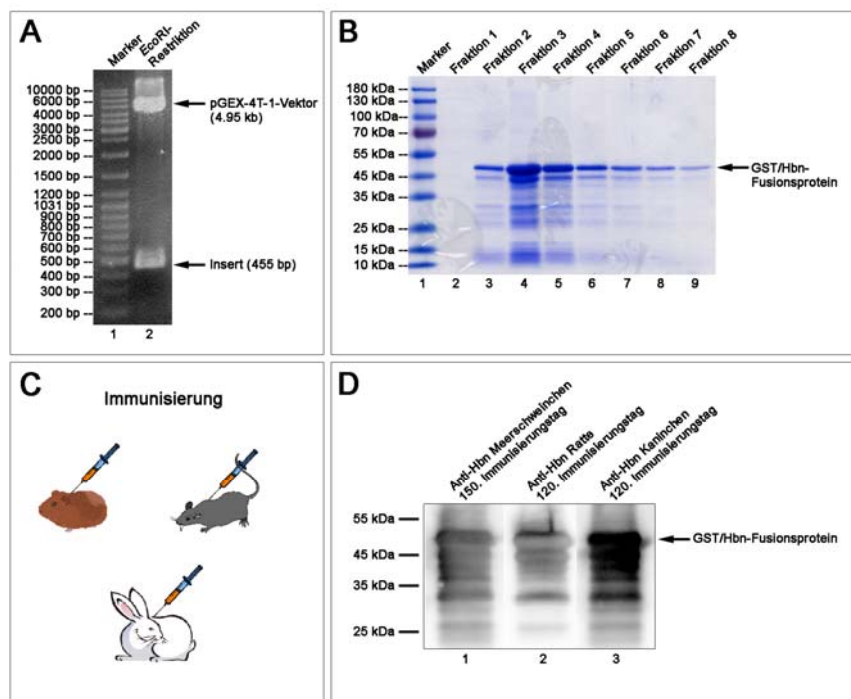 A
Marker
EcoRI-
Restriktion
10000 bp --
6000 bp --
4000 bp --
3000 bp --
2500 bp --
2000 bp --
1500 bp --
1200 bp --
1031 bp --
900 bp --
800 bp --
700 bp --
600 bp --
500 bp --
400 bp --
300 bp --
200 bp --
pGEX-4T-1-Vektor
(4.95 kb)
Insert (455 bp)
1 2
B
Marker
Fraktion 1
Fraktion 2
Fraktion 3
Fraktion 4
Fraktion 5
Fraktion 6
Fraktion 7
Fraktion 8
180 kDa --
130 kDa --
100 kDa --
70 kDa --
55 kDa --
45 kDa --
35 kDa --
25 kDa --
15 kDa --
10 kDa --
GST/Hbn-
Fusionsprotein
1 2 3 4 5 6 7 8 9
C
Immunisierung
D
Anti-Hbn Meerschweinchen
150. Immunisierungstag
Anti-Hbn Ratte
120. Immunisierungstag
Anti-Hbn Kaninchen
120. Immunisierungstag
55 kDa
45 kDa
35 kDa
25 kDa
GST/Hbn-Fusionsprotein
1 2 3